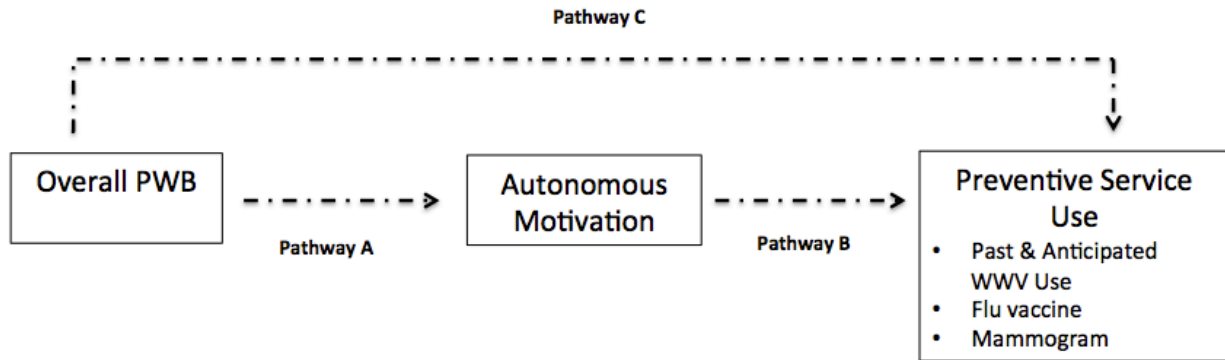 Pathway C
Overall PWB
Pathway A
Autonomous
Motivation
Pathway B
Preventive Service
Use
• Past & Anticipated
WWV Use
• Flu vaccine
• Mammogram